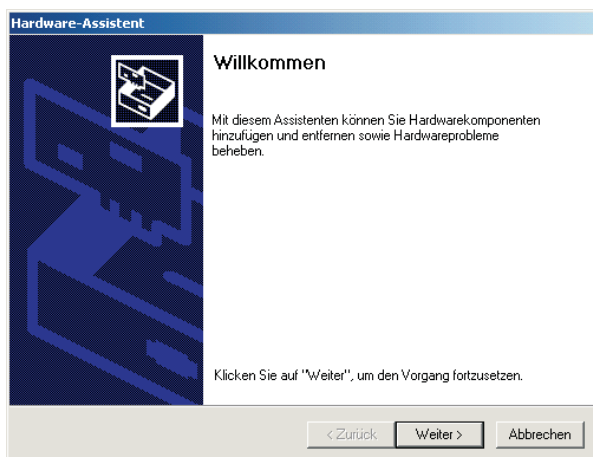 Hardware-Assistent
Willkommen
Mit diesem Assistenten können Sie Hardwarekomponenten
hinzufügen und entfernen sowie Hardwareprobleme
beheben.
Klicken Sie auf "Weiter", um den Vorgang fortzusetzen.
< Zurück Weiter > Abbrechen